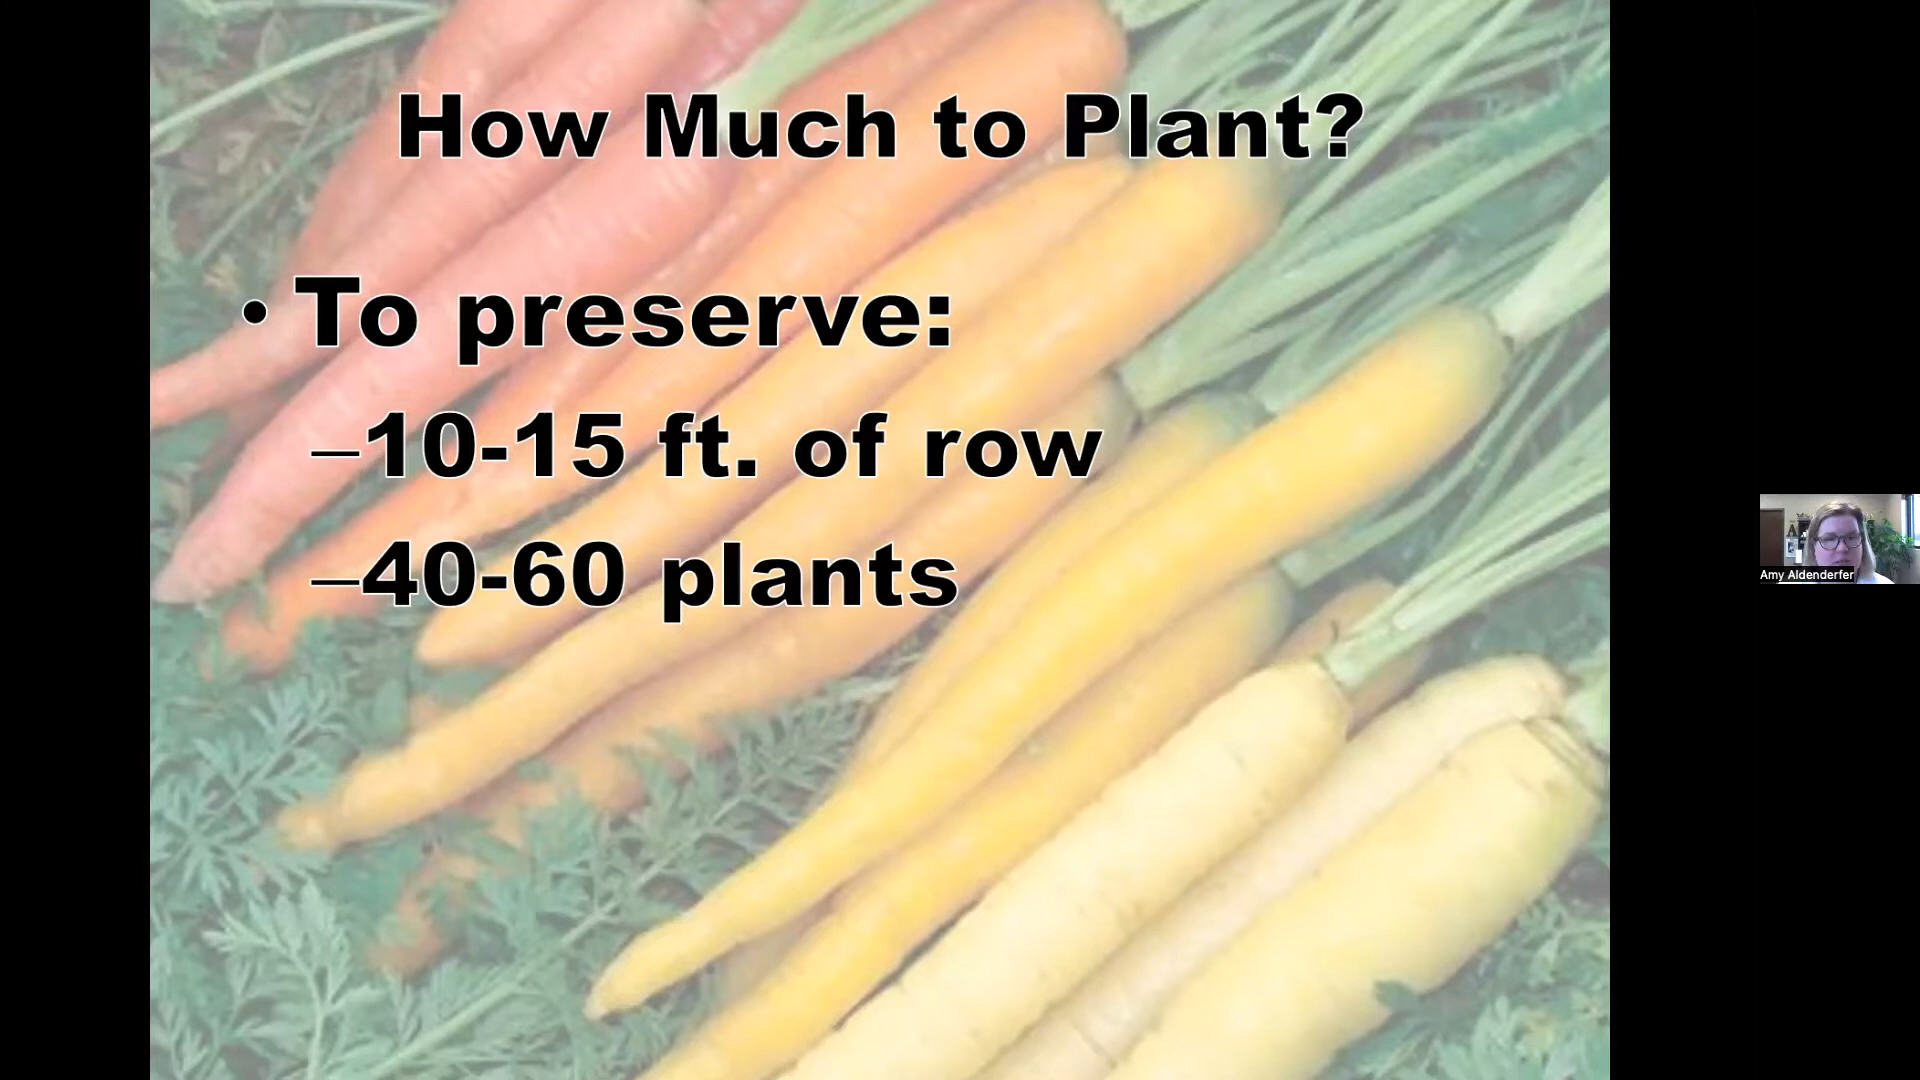 How Much to Plant?
• To preserve:
–10-15 ft. of row
–40-60 plants
Amy Aldenderfer